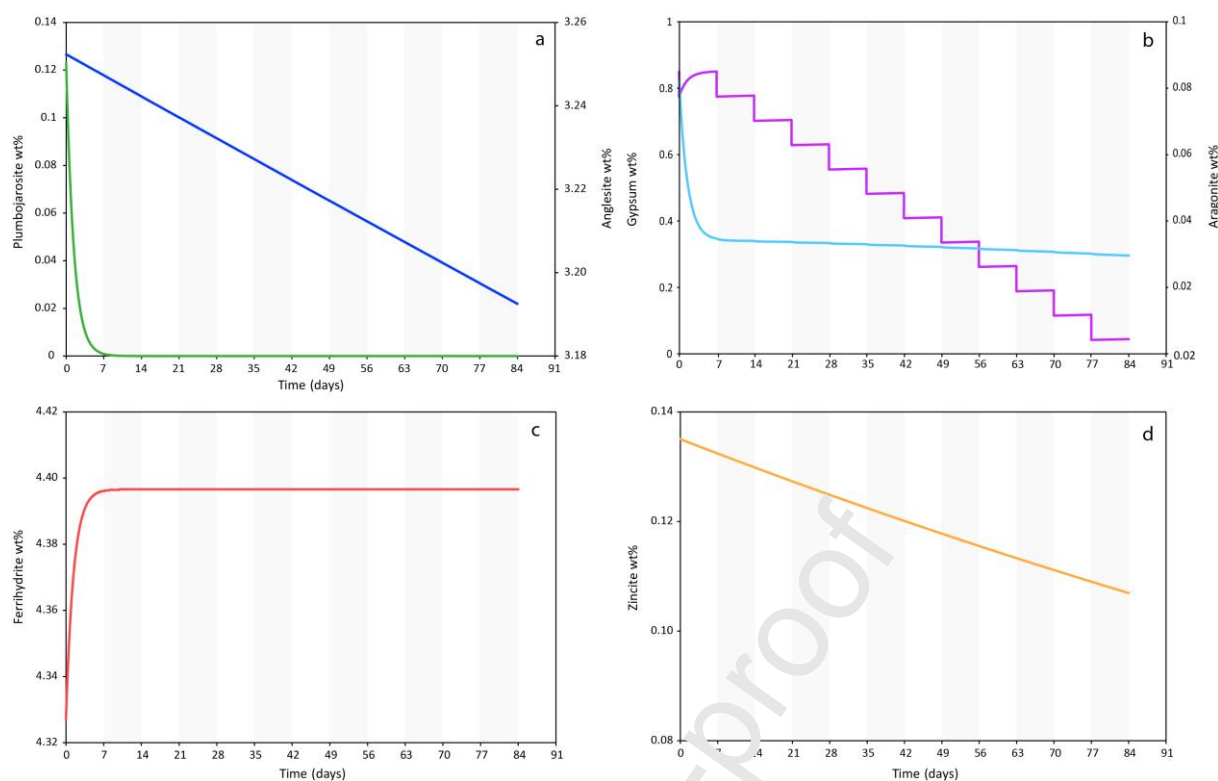 a
0.14
0.12
0.1
0.08
0.06
0.04
0.02
0
Plumbojarosite wt%
3.26
3.24
3.22
3.20
3.18
Anglesite wt%
0 7 14 21 28 35 42 49 56 63 70 77 84 91
Time (days)
b
1
0.8
0.6
0.4
0.2
0
Gypsum wt%
0.1
0.08
0.06
0.04
0.02
0.02
Aragonite wt%
0 7 14 21 28 35 42 49 56 63 70 77 84 91
c
4.42
4.40
4.38
4.36
4.34
4.32
Ferrihydrite wt%
0 7 14 21 28 35 42 49 56 63 70 77 84 91
Time (days)
d
0.14
0.12
0.10
0.08
Zincite wt%
0 7 14 21 28 35 42 49 56 63 70 77 84 91
Time (days)
proof